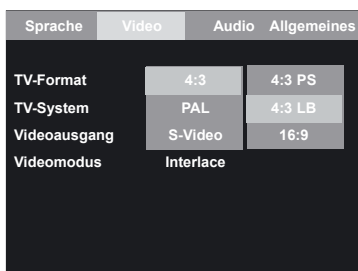 Sprache Video Audio Allgemeines
TV-Format 4:3 4:3 PS
TV-System PAL 4:3 LB
Videoausgang S-Video 16:9
Videomodus Interlace